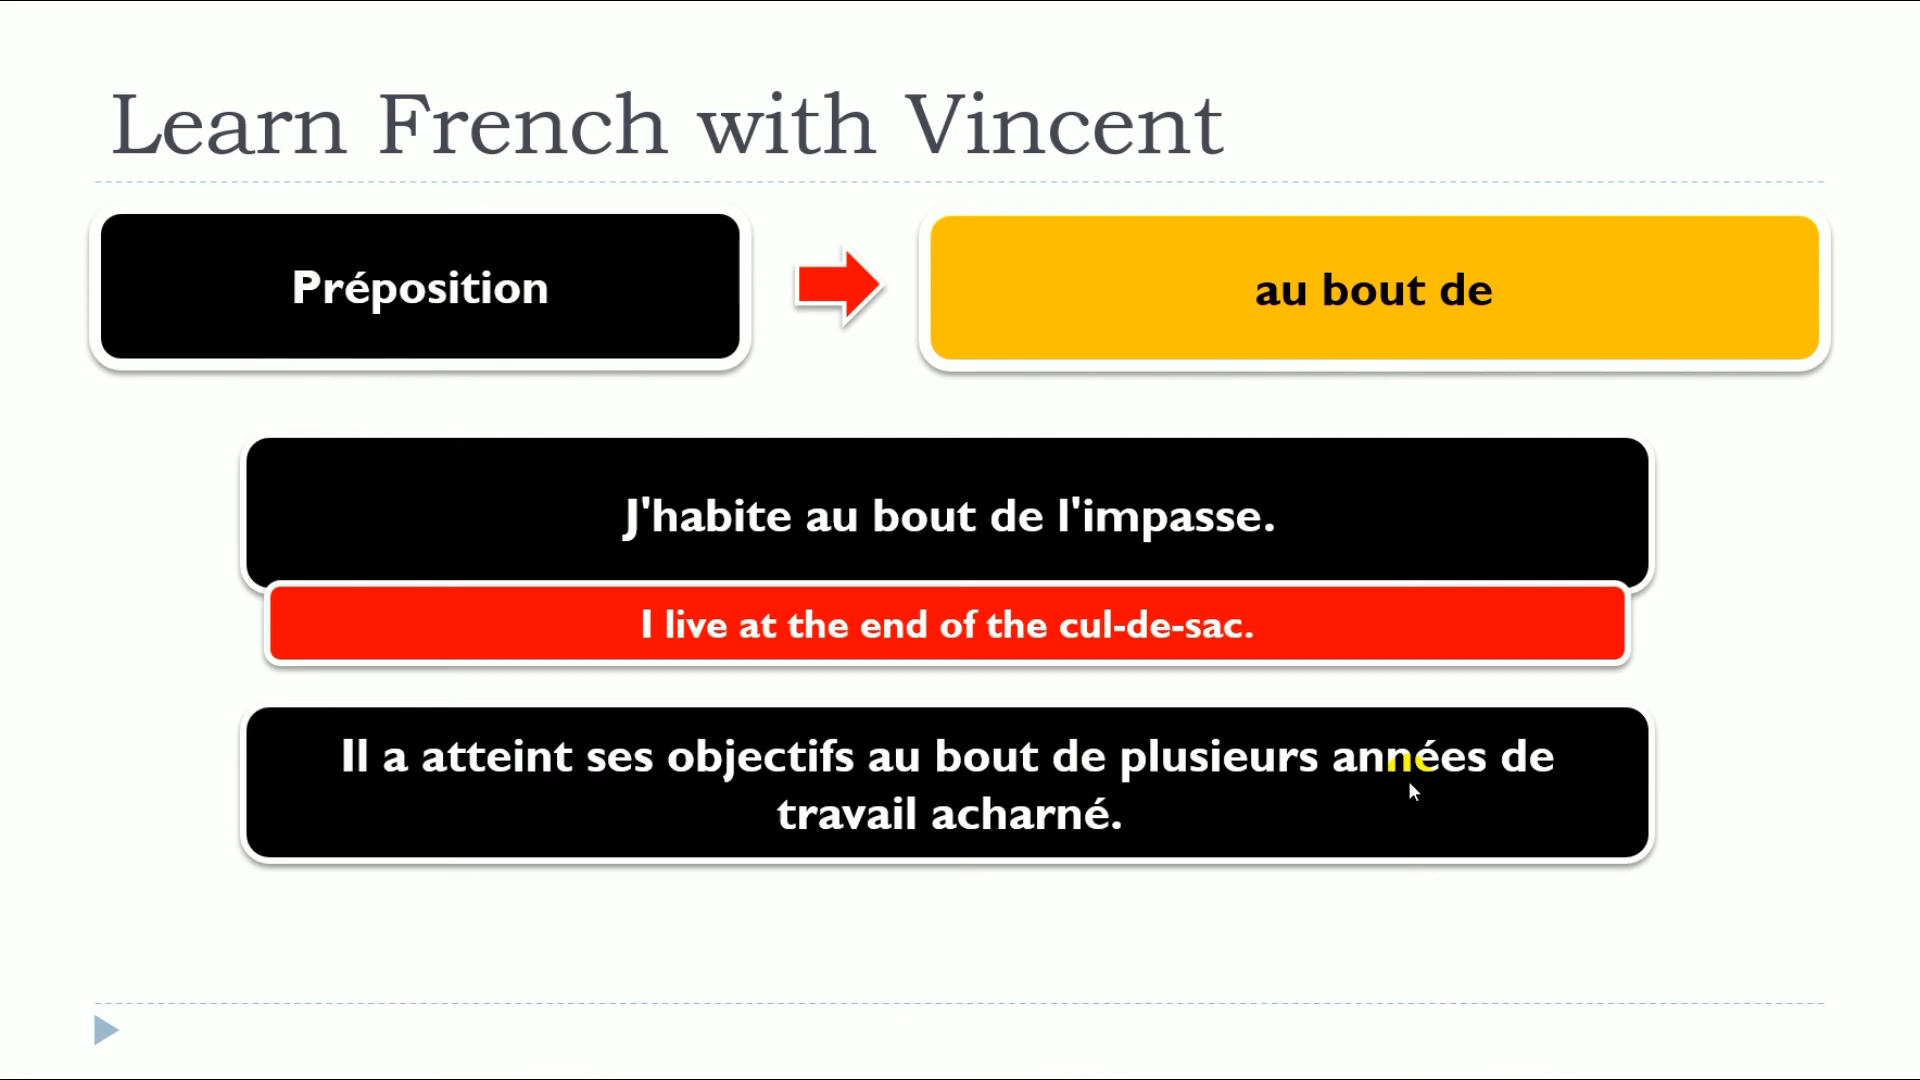 Learn French with Vincent
Préposition
au bout de
J'habite au bout de l'impasse.
I live at the end of the cul-de-sac.
Il a atteint ses objectifs au bout de plusieurs années de
travail acharné.